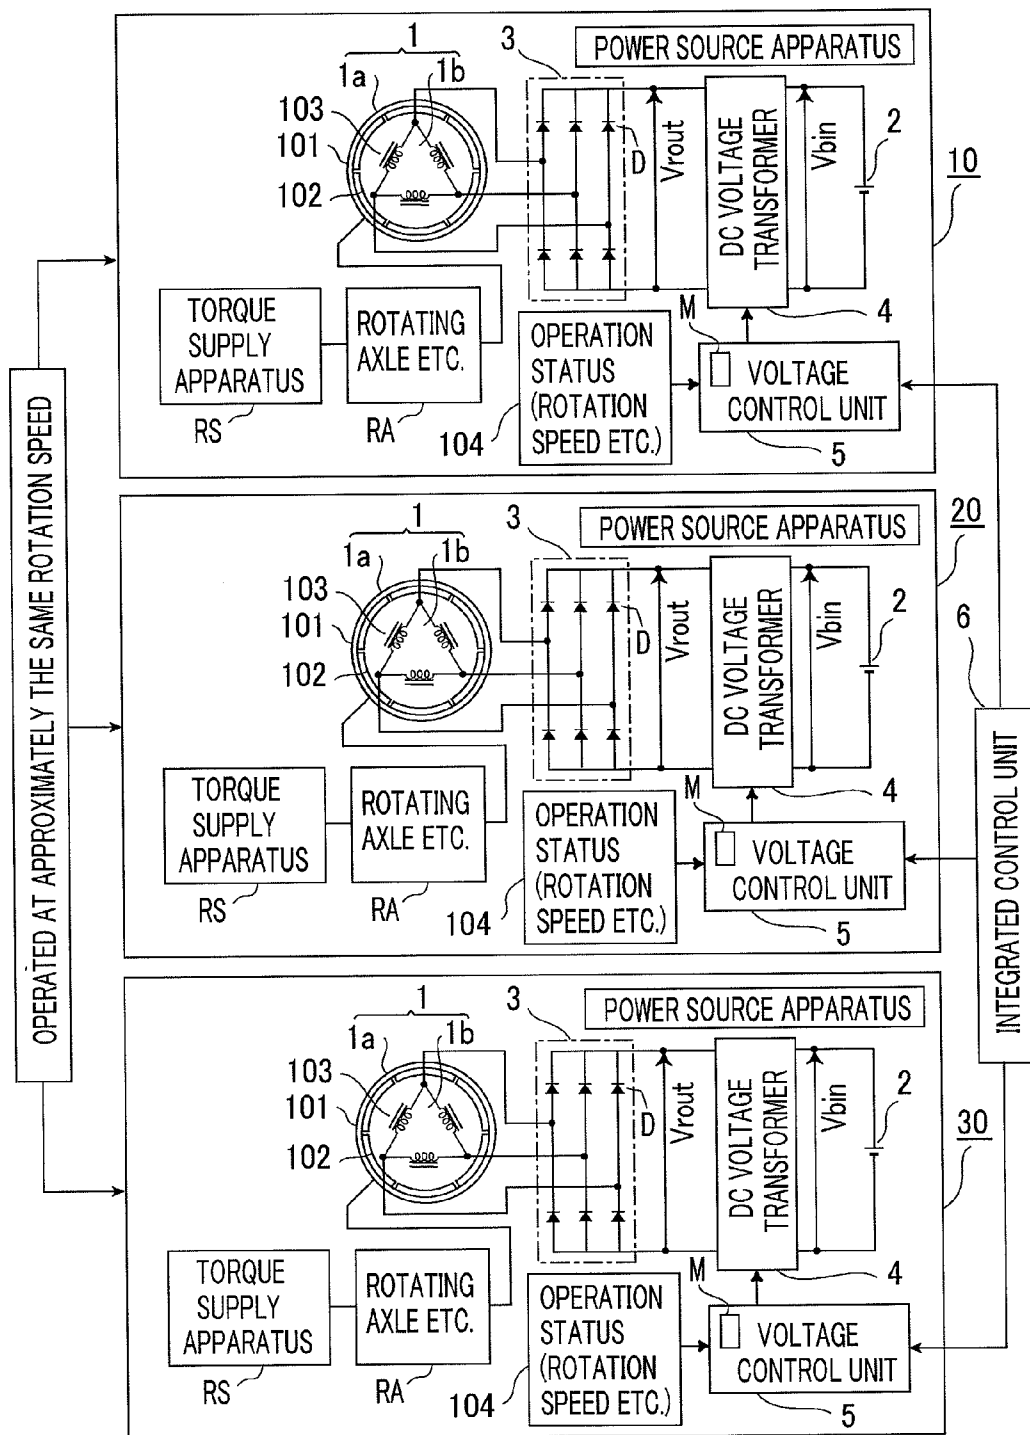 OPERATED AT APPROXIMATELY THE SAME ROTATION SPEED
1
1a
1b
103
101
102
3
POWER SOURCE APPARATUS
D
Vrout
DC VOLTAGE
TRANSFORMER
Vbin
2
10
TORQUE
SUPPLY
APPARATUS
RS
ROTATING
AXLE ETC.
RA
OPERATION
STATUS
(ROTATION
SPEED ETC.)
104
M
4
VOLTAGE
CONTROL UNIT
5
1
1a
1b
103
101
102
3
POWER SOURCE APPARATUS
D
Vrout
DC VOLTAGE
TRANSFORMER
Vbin
2
20
6
INTEGRATED CONTROL UNIT
TORQUE
SUPPLY
APPARATUS
RS
ROTATING
AXLE ETC.
RA
OPERATION
STATUS
(ROTATION
SPEED ETC.)
104
M
4
VOLTAGE
CONTROL UNIT
5
1
1a
1b
103
101
102
3
POWER SOURCE APPARATUS
D
Vrout
DC VOLTAGE
TRANSFORMER
Vbin
2
30
TORQUE
SUPPLY
APPARATUS
RS
ROTATING
AXLE ETC.
RA
OPERATION
STATUS
(ROTATION
SPEED ETC.)
104
M
4
VOLTAGE
CONTROL UNIT
5